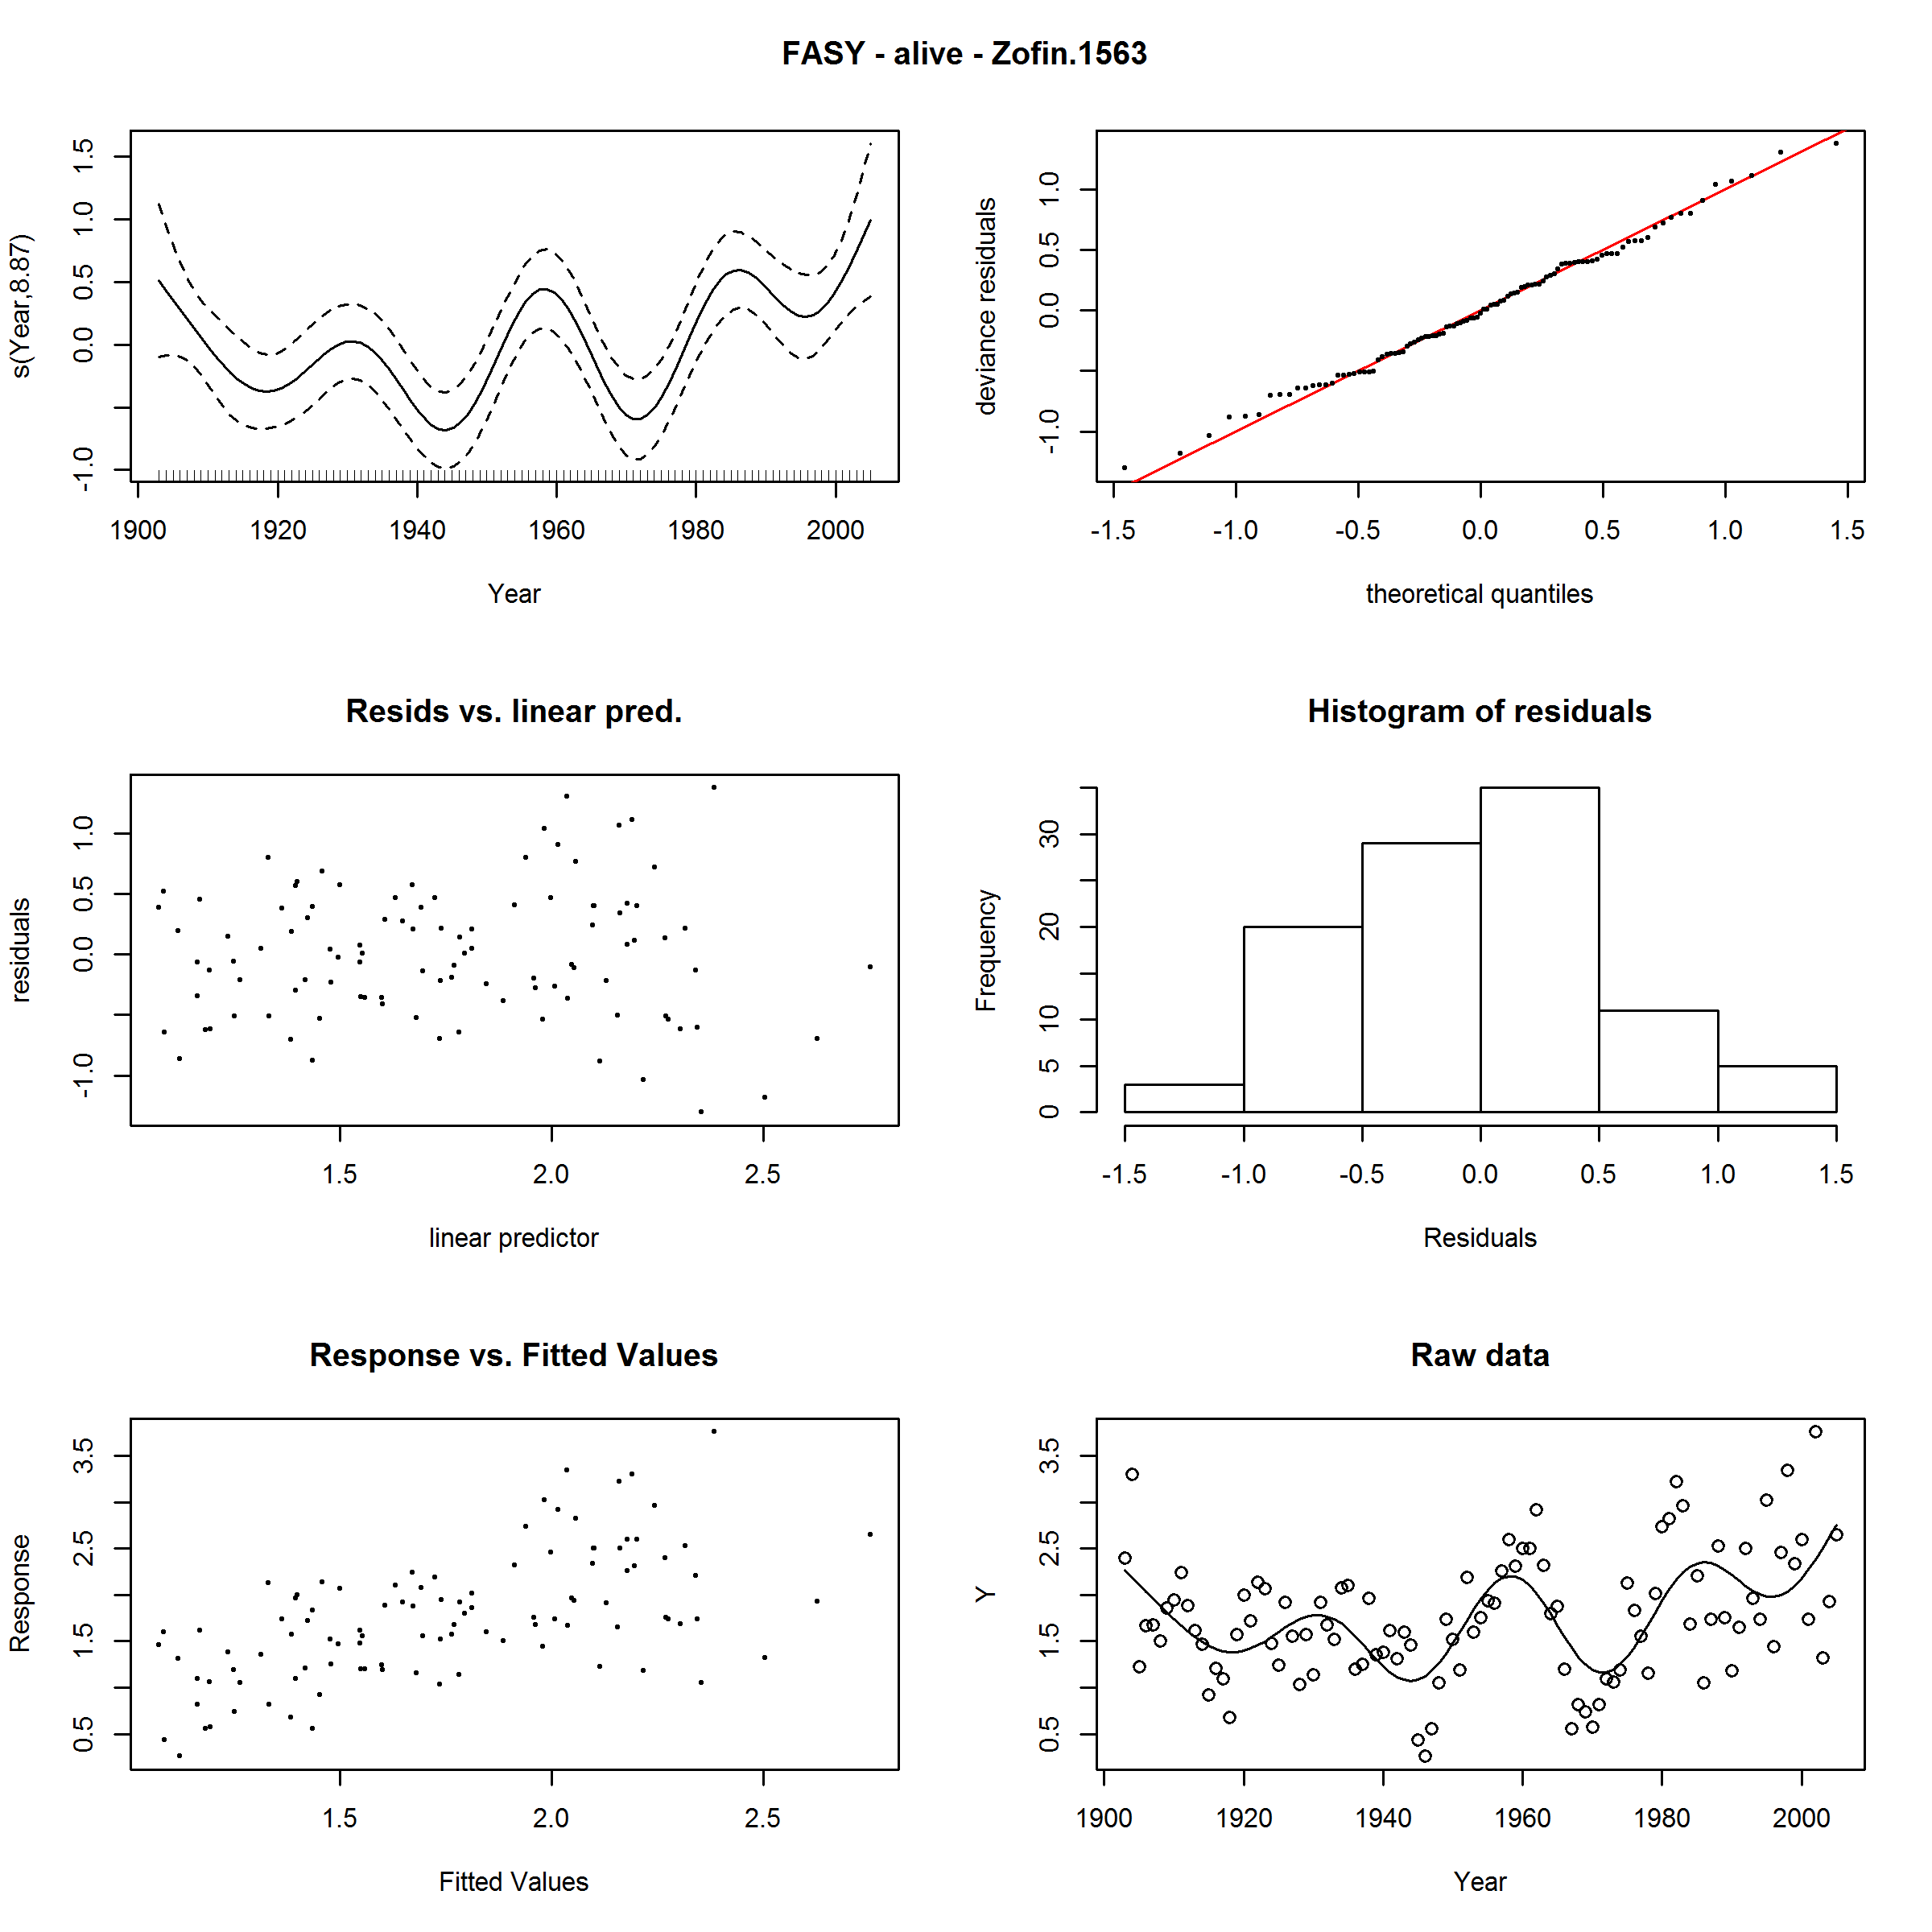 FASY - alive - Zofin.1563
s(Year,8.87)
-1.0 0.0 0.5 1.0 1.5
1900 1920 1940 1960 1980 2000
Year
deviance residuals
-1.0 0.0 0.5 1.0
-1.5 -1.0 -0.5 0.0 0.5 1.0 1.5
theoretical quantiles
Resids vs. linear pred.
residuals
-1.0 0.0 0.5 1.0
1.5 2.0 2.5
linear predictor
Histogram of residuals
Frequency
0 5 10 20 30
-1.5 -1.0 -0.5 0.0 0.5 1.0 1.5
Residuals
Response vs. Fitted Values
Response
0.5 1.5 2.5 3.5
1.5 2.0 2.5
Fitted Values
Raw data
Y
0.5 1.5 2.5 3.5
1900 1920 1940 1960 1980 2000
Year